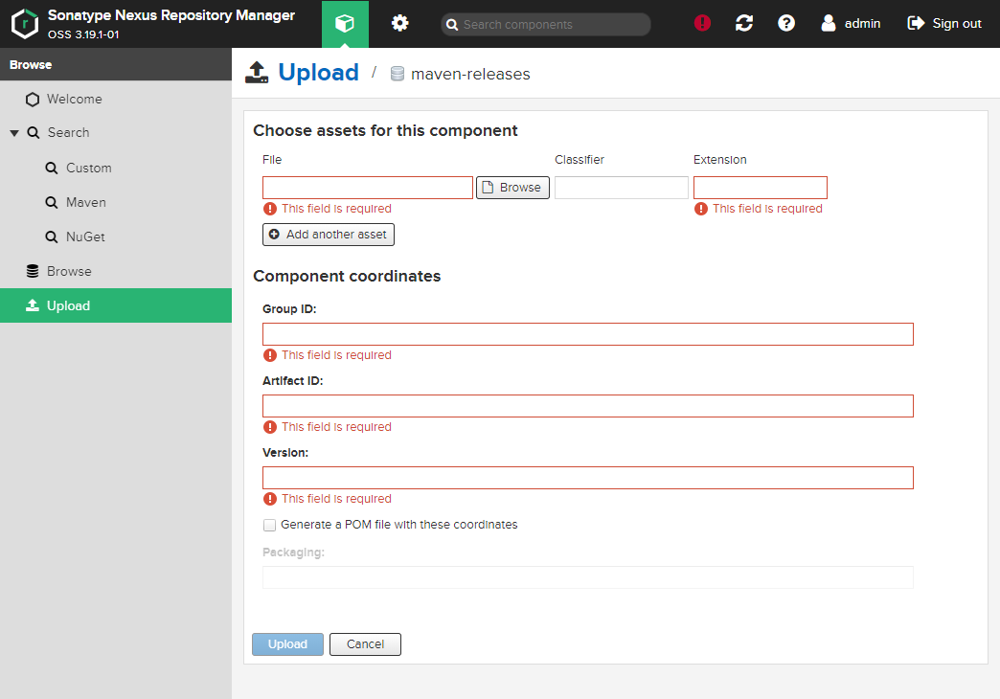 Sonatype Nexus Repository Manager
OSS 3.19.1-01
Search components
admin
Sign out
Browse
Welcome
Search
Custom
Maven
NuGet
Browse
Upload
Upload / maven-releases
Choose assets for this component
File Classifier Extension
Browse
This field is required This field is required
Add another asset
Component coordinates
Group ID:
This field is required
Artifact ID:
This field is required
Version:
This field is required
Generate a POM file with these coordinates
Packaging:
Upload Cancel